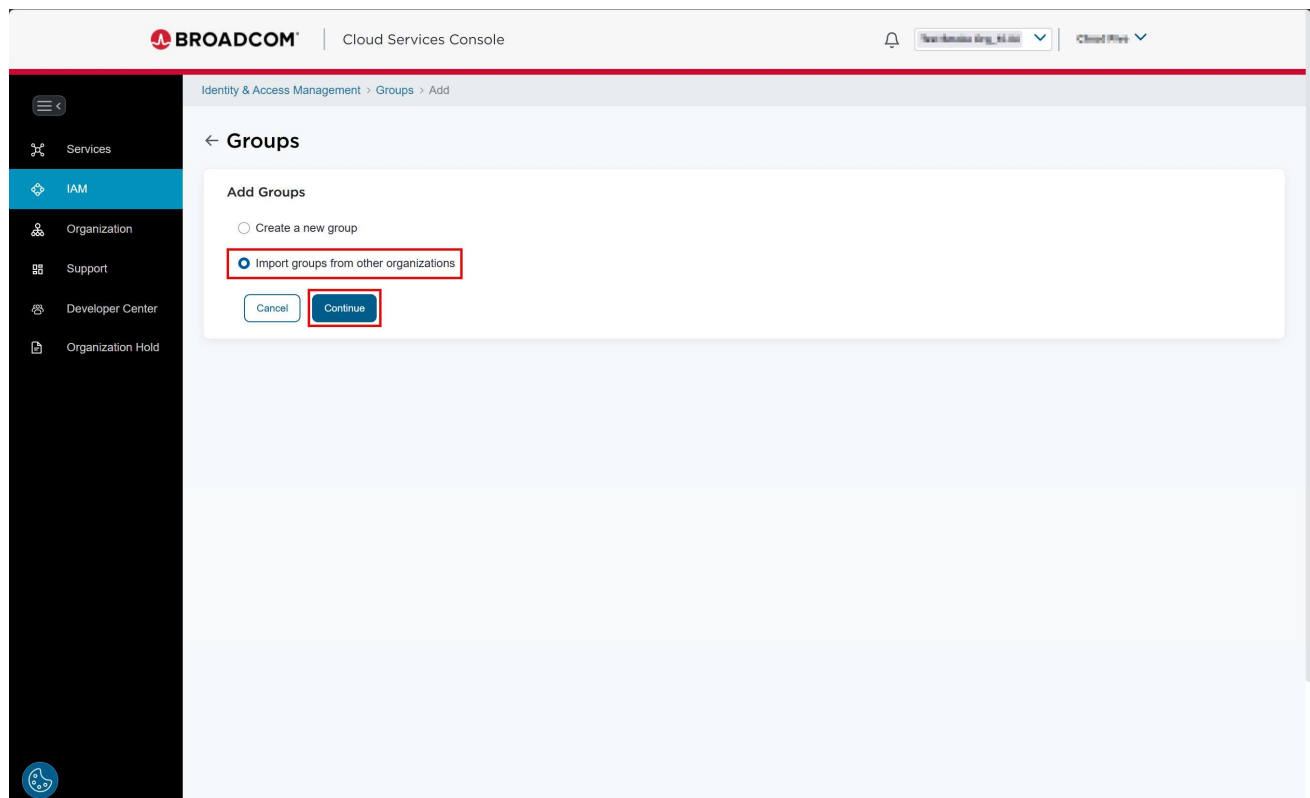 BROADCOM
Cloud Services Console
Identity & Access Management > Groups > Add
Services
IAM
Organization
Support
Developer Center
Organization Hold
← Groups
Add Groups
Create a new group
Import groups from other organizations
Cancel
Continue